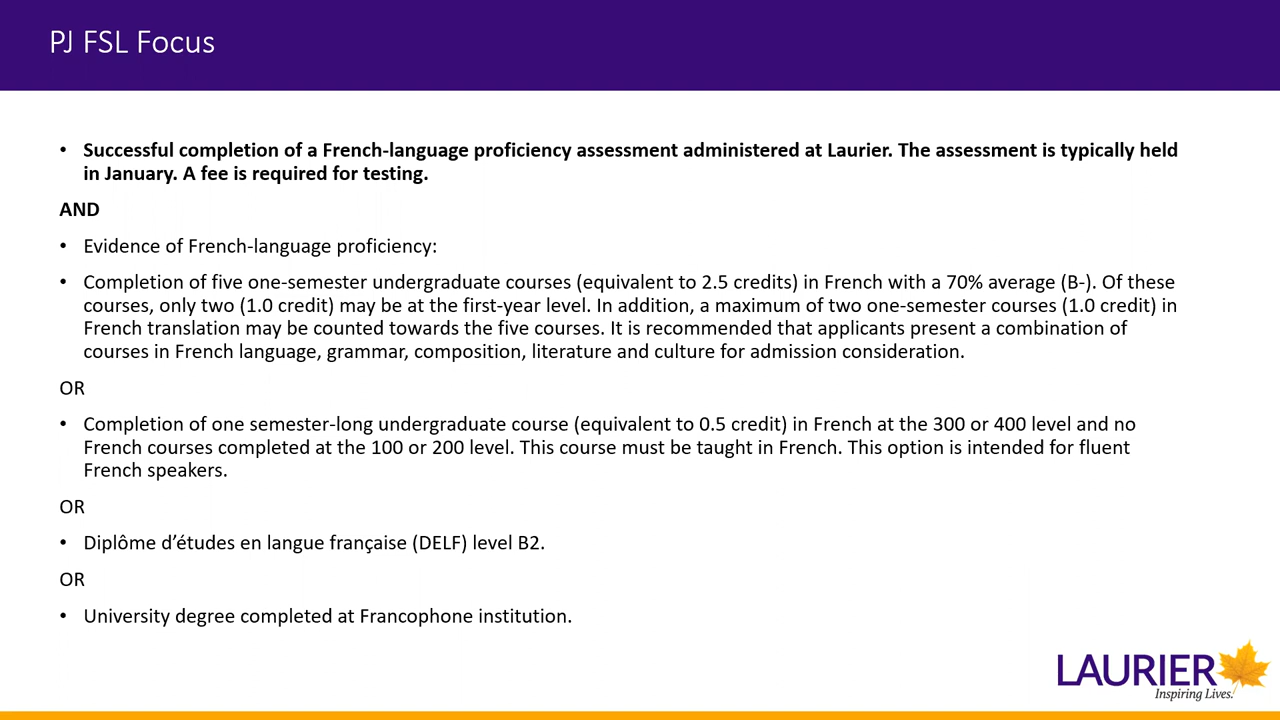 PJ FSL Focus
• Successful completion of a French-language proficiency assessment administered at Laurier. The assessment is typically held
in January. A fee is required for testing.
AND
• Evidence of French-language proficiency:
• Completion of five one-semester undergraduate courses (equivalent to 2.5 credits) in French with a 70% average (B-). Of these
courses, only two (1.0 credit) may be at the first-year level. In addition, a maximum of two one-semester courses (1.0 credit) in
French translation may be counted towards the five courses. It is recommended that applicants present a combination of
courses in French language, grammar, composition, literature and culture for admission consideration.
OR
• Completion of one semester-long undergraduate course (equivalent to 0.5 credit) in French at the 300 or 400 level and no
French courses completed at the 100 or 200 level. This course must be taught in French. This option is intended for fluent
French speakers.
OR
• Diplôme d’études en langue française (DELF) level B2.
OR
• University degree completed at Francophone institution.
LAURIER
Inspiring Lives.